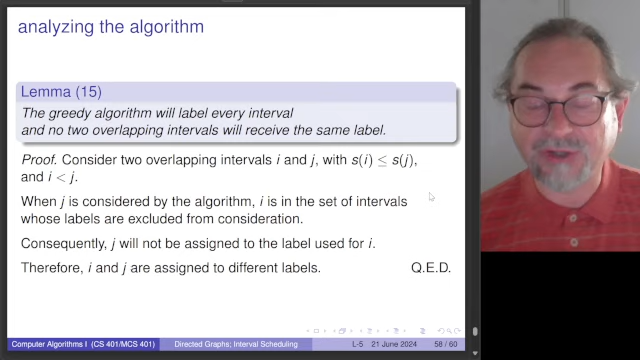 analyzing the algorithm
Lemma (15)
The greedy algorithm will label every interval
and no two overlapping intervals will receive the same label.
Proof. Consider two overlapping intervals i and j, with s(i) ≤ s(j),
and i < j.
When j is considered by the algorithm, i is in the set of intervals
whose labels are excluded from consideration.
Consequently, j will not be assigned to the label used for i.
Therefore, i and j are assigned to different labels. Q.E.D.
Computer Algorithms I (CS 401/MCS 401) Directed Graphs; Interval Scheduling L-5 21 June 2024 58 / 60